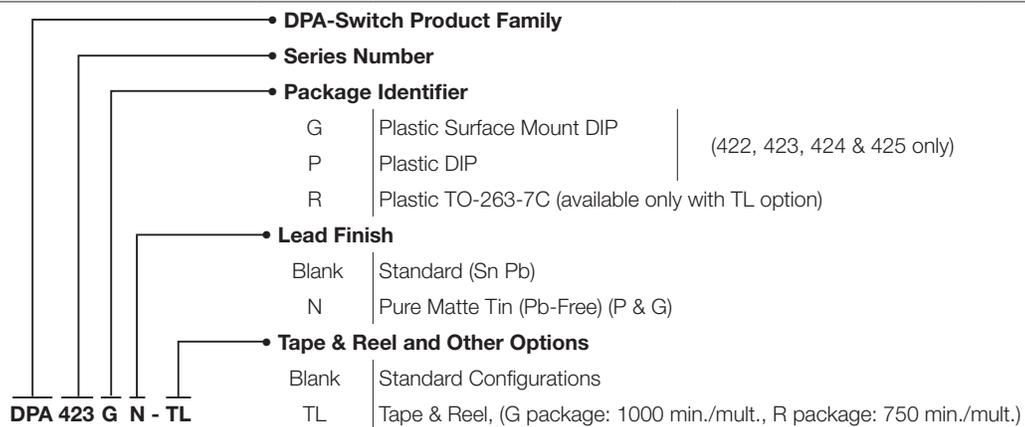 DPA-Switch Product Family
Series Number
Package Identifier
G Plastic Surface Mount DIP
(422, 423, 424 & 425 only)
P Plastic DIP
R Plastic TO-263-7C (available only with TL option)
Lead Finish
Blank Standard (Sn Pb)
N Pure Matte Tin (Pb-Free) (P & G)
Tape & Reel and Other Options
Blank Standard Configurations
DPA 423 G N - TL
TL Tape & Reel, (G package: 1000 min./mult., R package: 750 min./mult.)